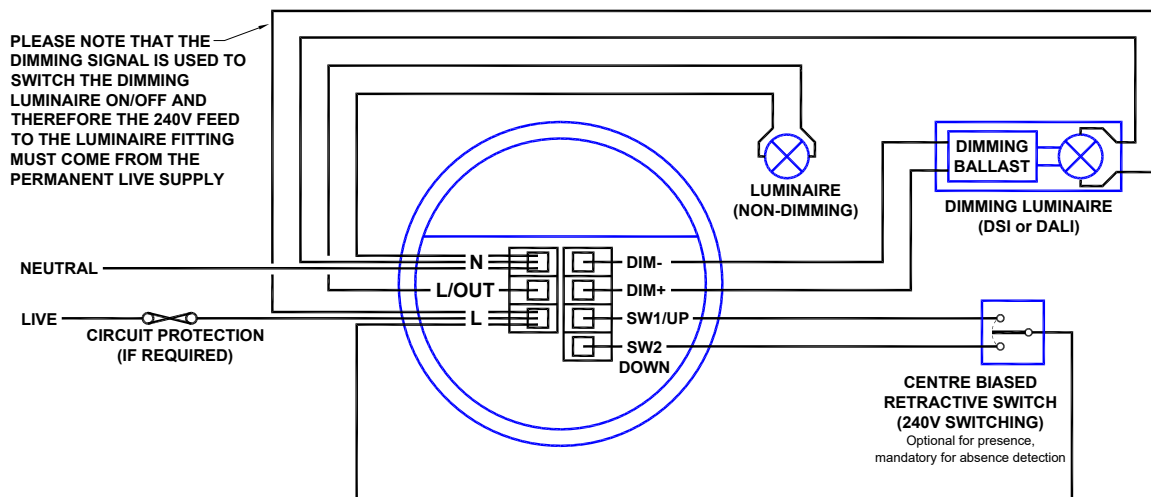 PLEASE NOTE THAT THE
DIMMING SIGNAL IS USED TO
SWITCH THE DIMMING
LUMINAIRE ON/OFF AND
THEREFORE THE 240V FEED
TO THE LUMINAIRE FITTING
MUST COME FROM THE
PERMANENT LIVE SUPPLY
DIMMING
BALLAST
LUMINAIRE
(NON-DIMMING)
DIMMING LUMINAIRE
(DSI or DALI)
NEUTRAL
N
DIM-
L/OUT
DIM+
LIVE
L
SW1/UP
CIRCUIT PROTECTION
(IF REQUIRED)
SW2
DOWN
CENTRE BIASED
RETRACTIVE SWITCH
(240V SWITCHING)
Optional for presence,
mandatory for absence detection